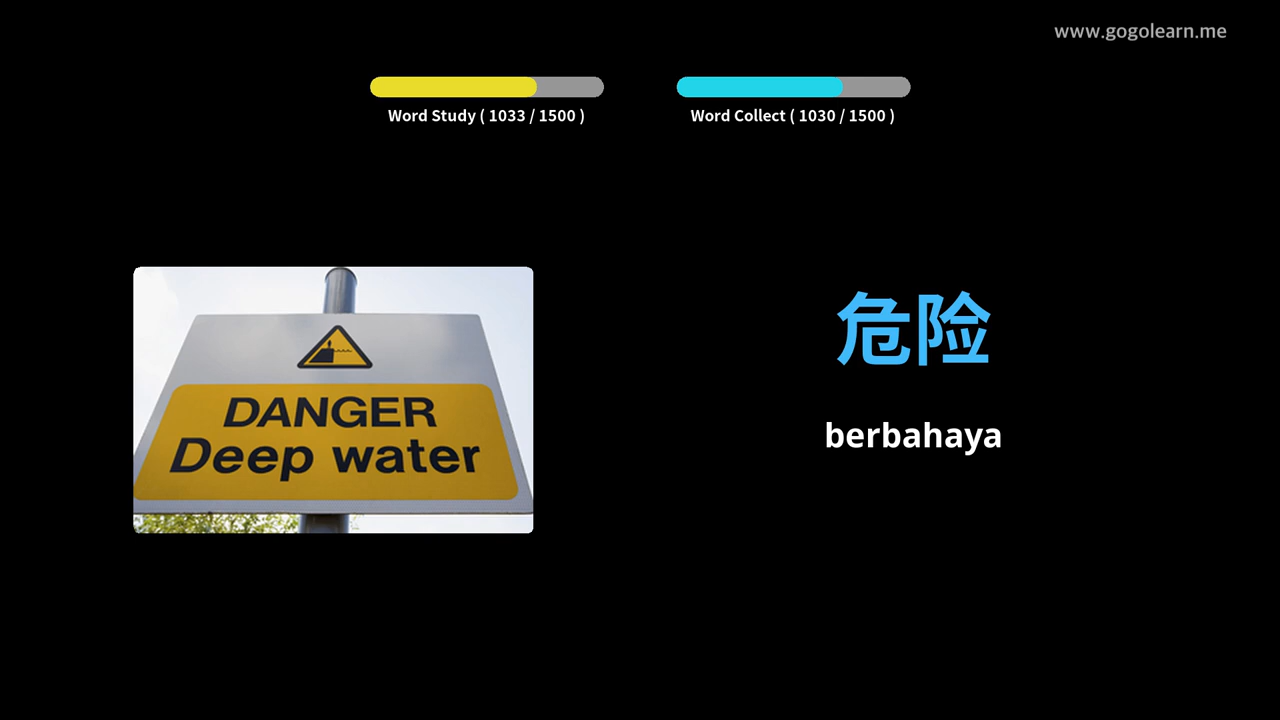 www.gogolearn.me
Word Study ( 1033 / 1500 )
Word Collect ( 1030 / 1500 )
DANGER
Deep water
危险
berbahaya